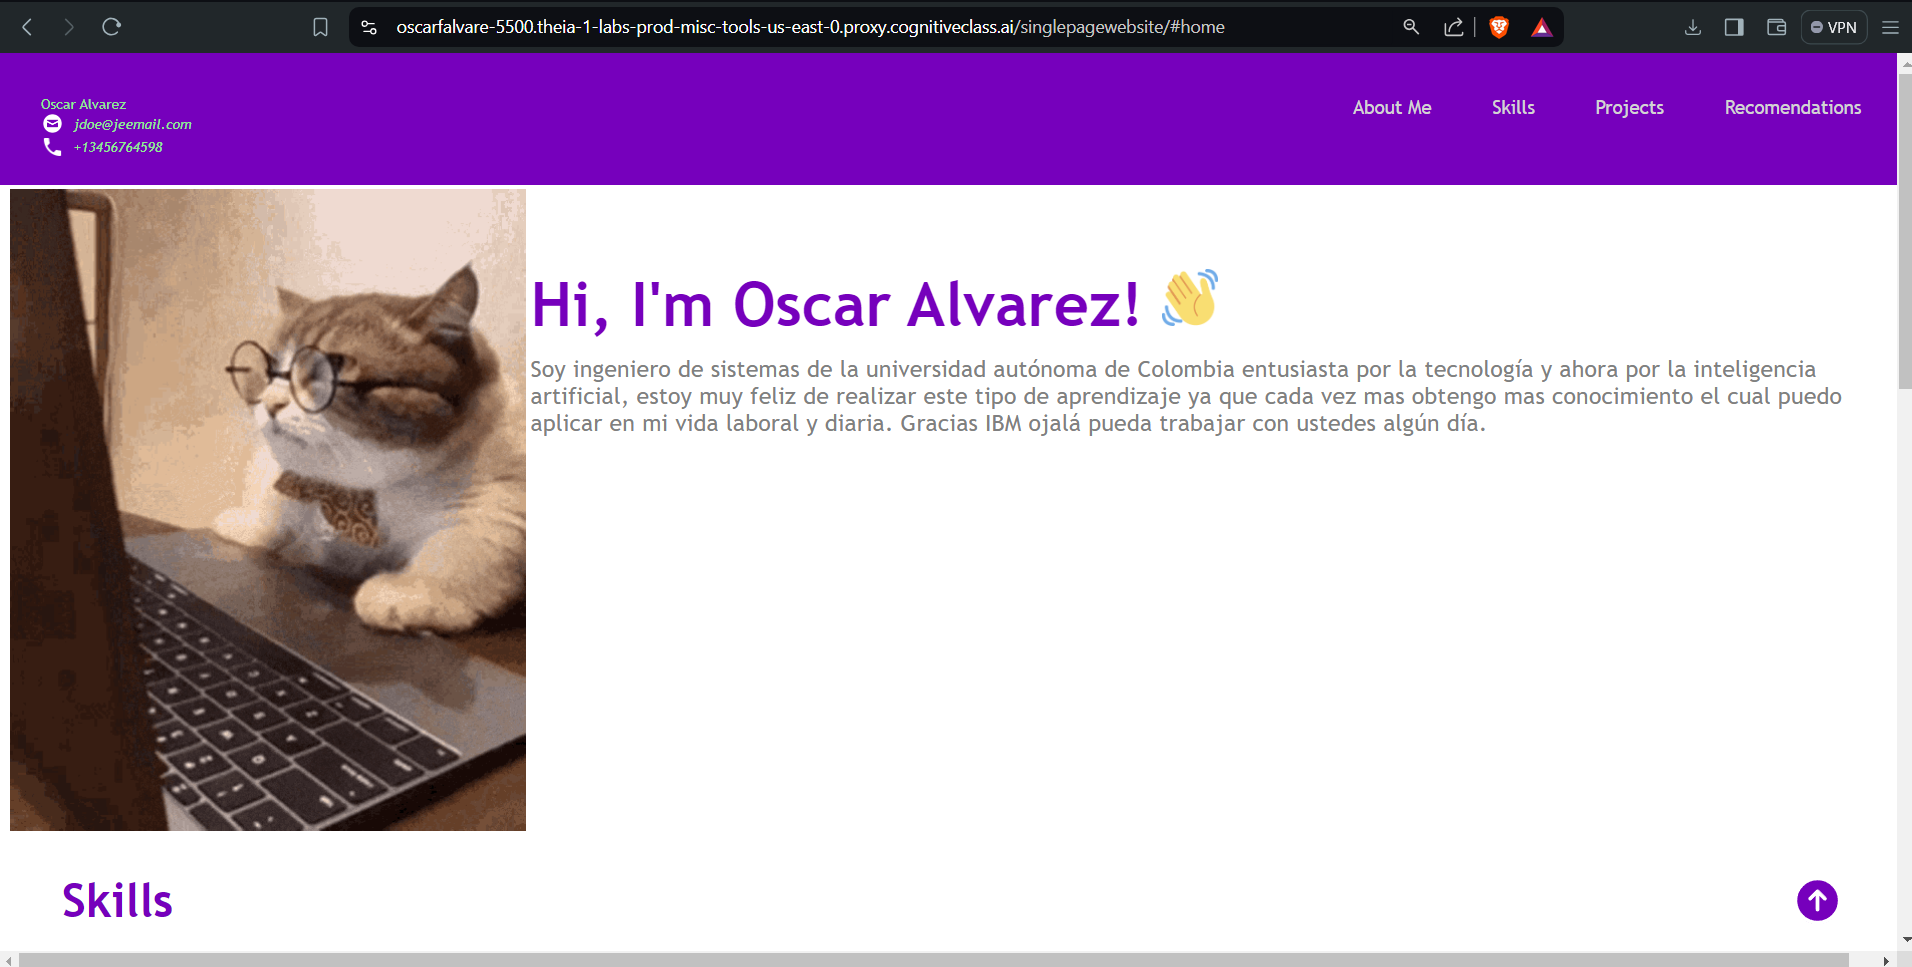 oscarfalvare-5500.theia-1-labs-prod-misc-tools-us-east-0.proxy.cognitiveclass.ai/singlepagewebsite/#home
VPN
Oscar Alvarez
jdoe@jeemail.com
+13456764598
About Me
Skills
Projects
Recomendations
Hi, I'm Oscar Alvarez!
Soy ingeniero de sistemas de la universidad autónoma de Colombia entusiasta por la tecnología y ahora por la inteligencia
artificial, estoy muy feliz de realizar este tipo de aprendizaje ya que cada vez mas obtengo mas conocimiento el cual puedo
aplicar en mi vida laboral y diaria. Gracias IBM ojalá pueda trabajar con ustedes algún día.
Skills